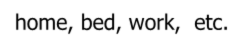 home, bed, work,  etc.